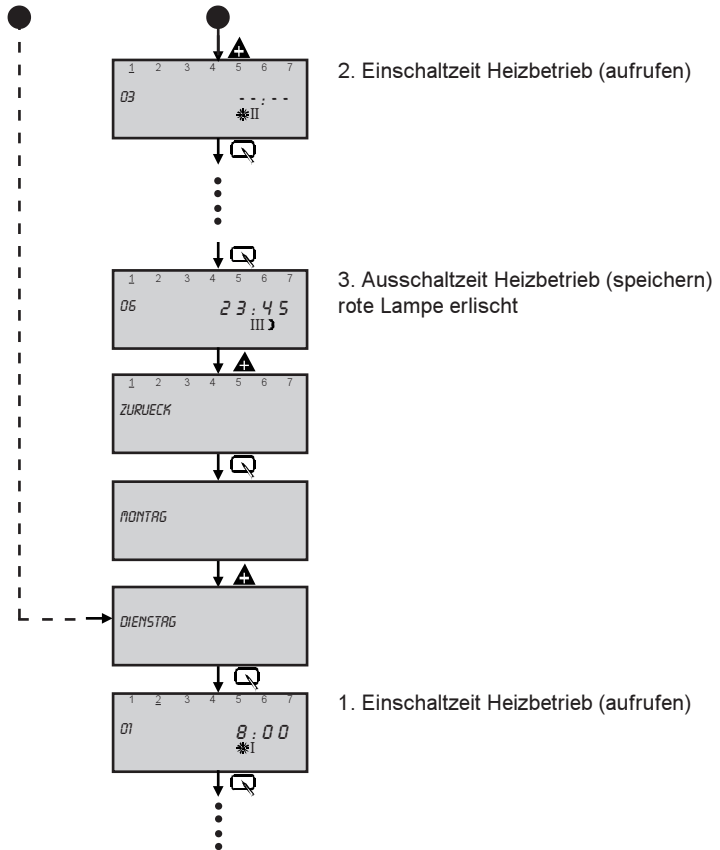 1 2 3 4 5 6 7
2. Einschaltzeit Heizbetrieb (aufrufen)
03 --:--
II
1 2 3 4 5 6 7
3. Ausschaltzeit Heizbetrieb (speichern)
06 23:45
rote Lampe erlischt
III
1 2 3 4 5 6 7
ZURUECK
MONTAG
DIENSTAG
1 2 3 4 5 6 7
1. Einschaltzeit Heizbetrieb (aufrufen)
01 8:00
I